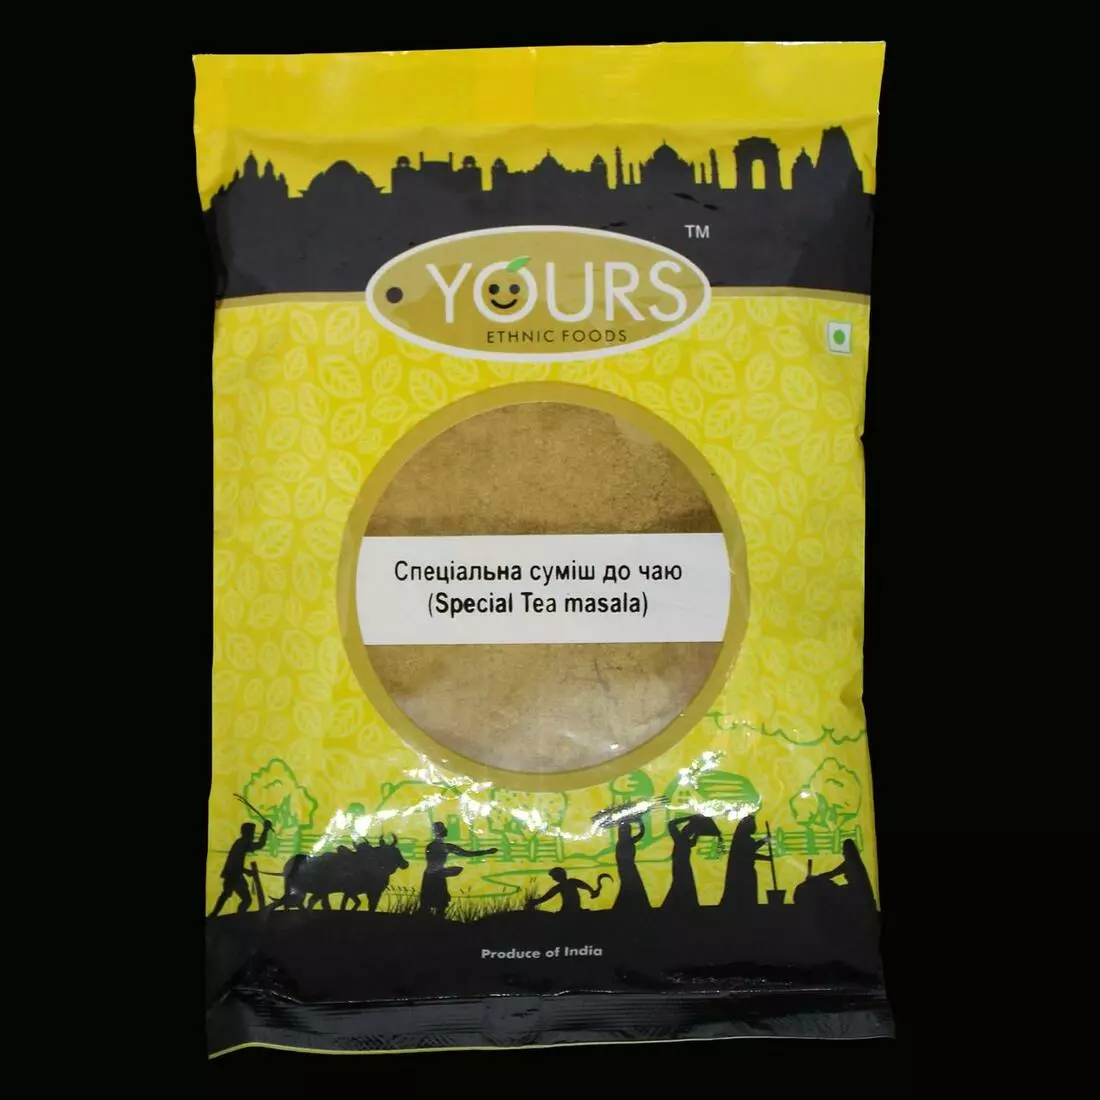 TM
YOURS
ETHNIC FOODS
Спеціальна суміш до чаю
(Special Tea masala)
Produce of India